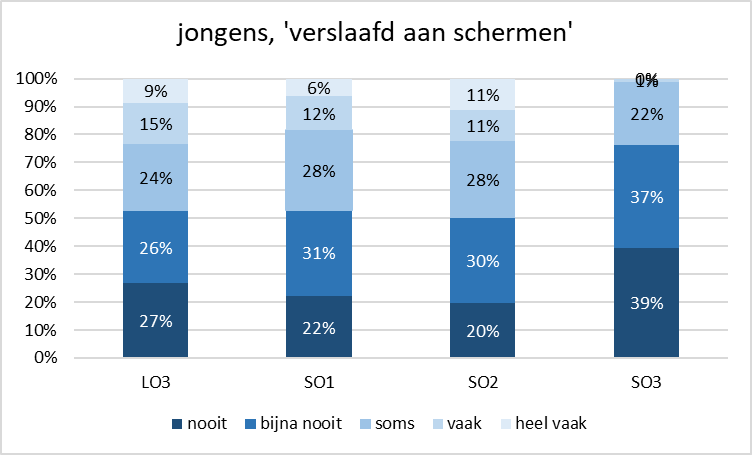 jongens, 'verslaafd aan schermen'
100%
90%
80%
70%
60%
50%
40%
30%
20%
10%
0%
9% 6% 11% 0%
15% 12% 11% 1%
24% 28% 28% 22%
26% 31% 30% 37%
27% 22% 20% 39%
LO3 SO1 SO2 SO3
nooit bijna nooit soms vaak heel vaak